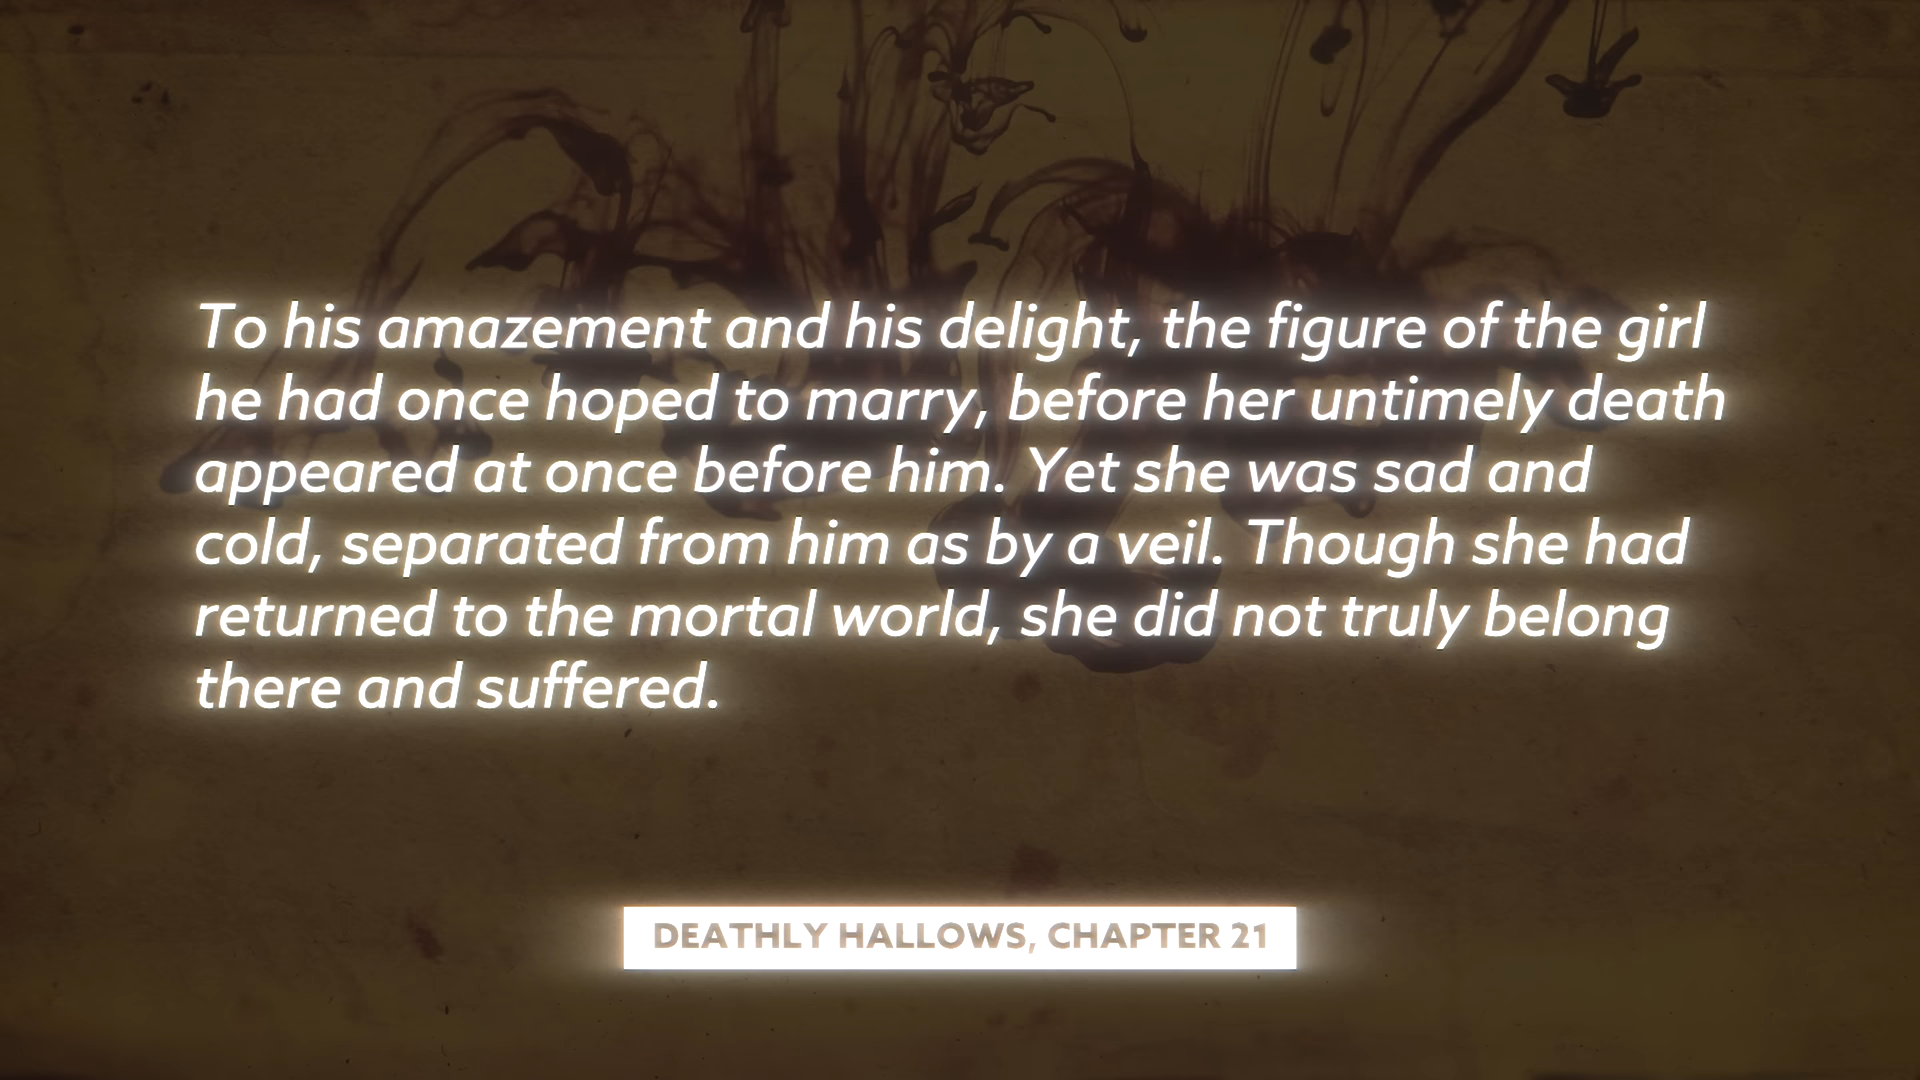 To his amazement and his delight, the figure of the girl
he had once hoped to marry, before her untimely death
appeared at once before him. Yet she was sad and
cold, separated from him as by a veil. Though she had
returned to the mortal world, she did not truly belong
there and suffered.
DEATHLY HALLOWS, CHAPTER 21